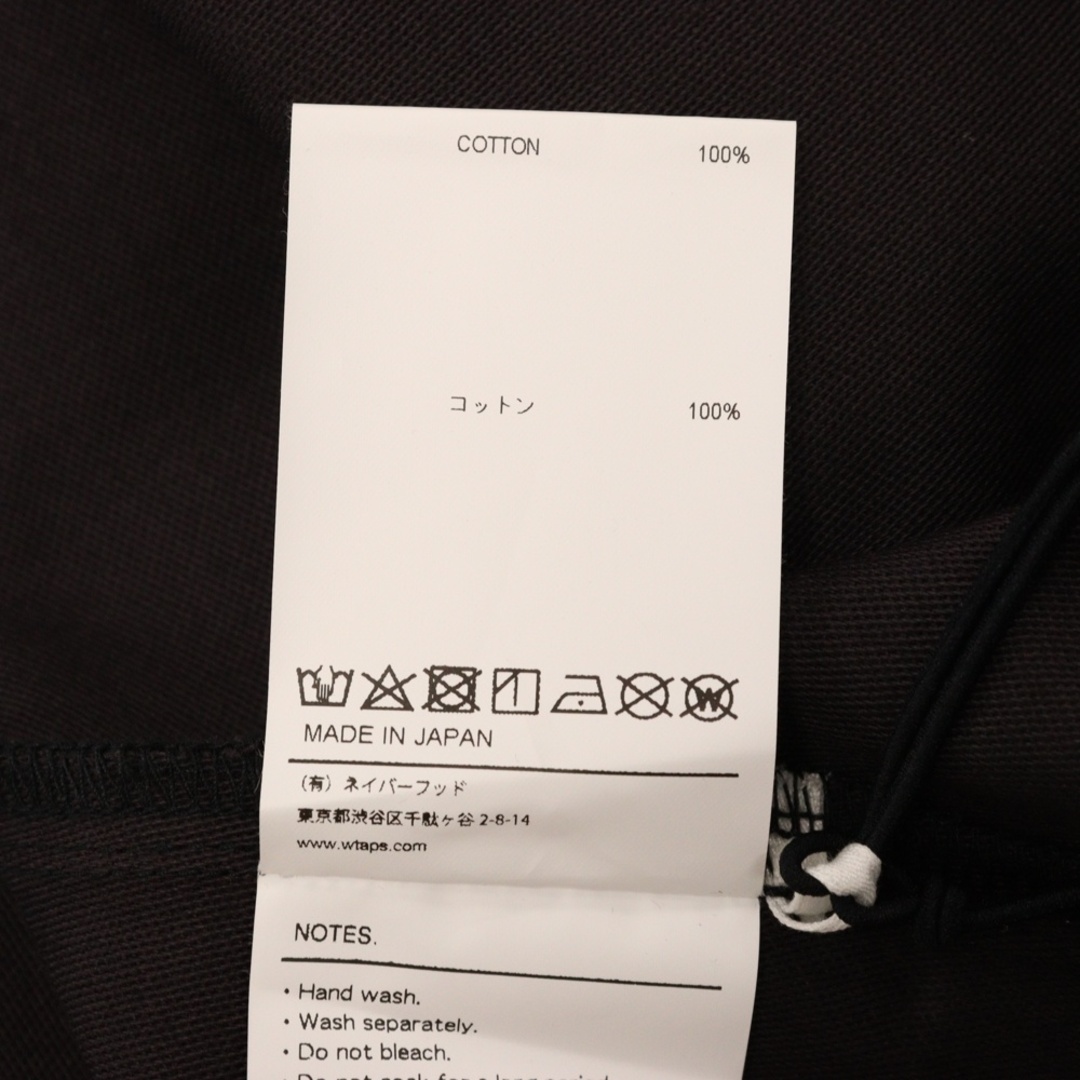 COTTON 100%
コットン 100%
MADE IN JAPAN
（有）ネイバーフッド
東京都渋谷区千駄ヶ谷 2-8-14
www.wtaps.com
NOTES.
・Hand wash.
・Wash separately.
・Do not bleach.